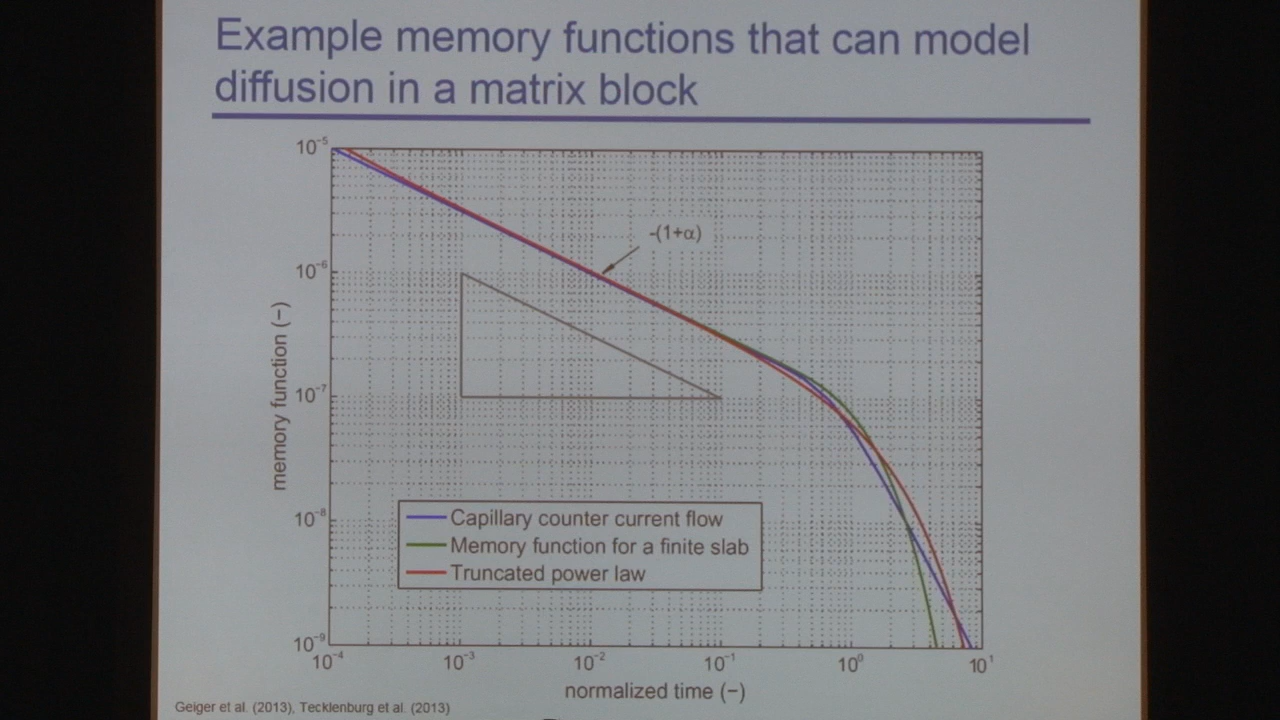 Example memory functions that can model
diffusion in a matrix block
10⁻⁵
10⁻⁶
10⁻⁷
10⁻⁸
10⁻⁹
memory function (−)
-(1+α)
Capillary counter current flow
Memory function for a finite slab
Truncated power law
10⁻⁴ 10⁻³ 10⁻² 10⁻¹ 10⁰ 10¹
normalized time (−)
Geiger et al. (2013), Tecklenburg et al. (2013)